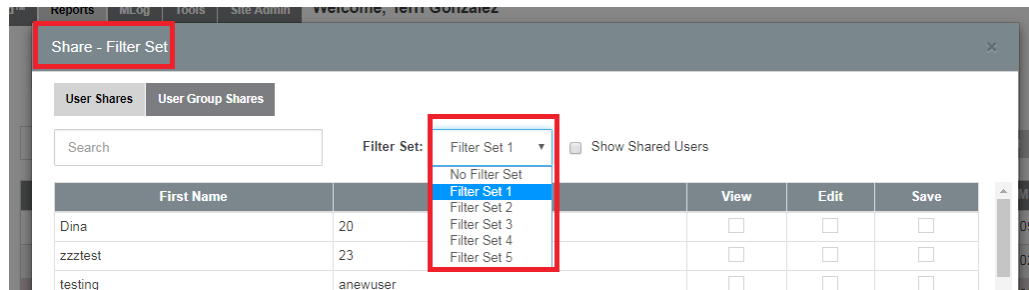 Reports MLog Tools Site Admin Welcome, Terri Gonzalez
Share - Filter Set ×
User Shares User Group Shares
Search Filter Set: Filter Set 1 Show Shared Users
No Filter Set
Filter Set 1
Filter Set 2
Filter Set 3
Filter Set 4
Filter Set 5
First Name View Edit Save
Dina 20
zzztest 23
testing anewuser